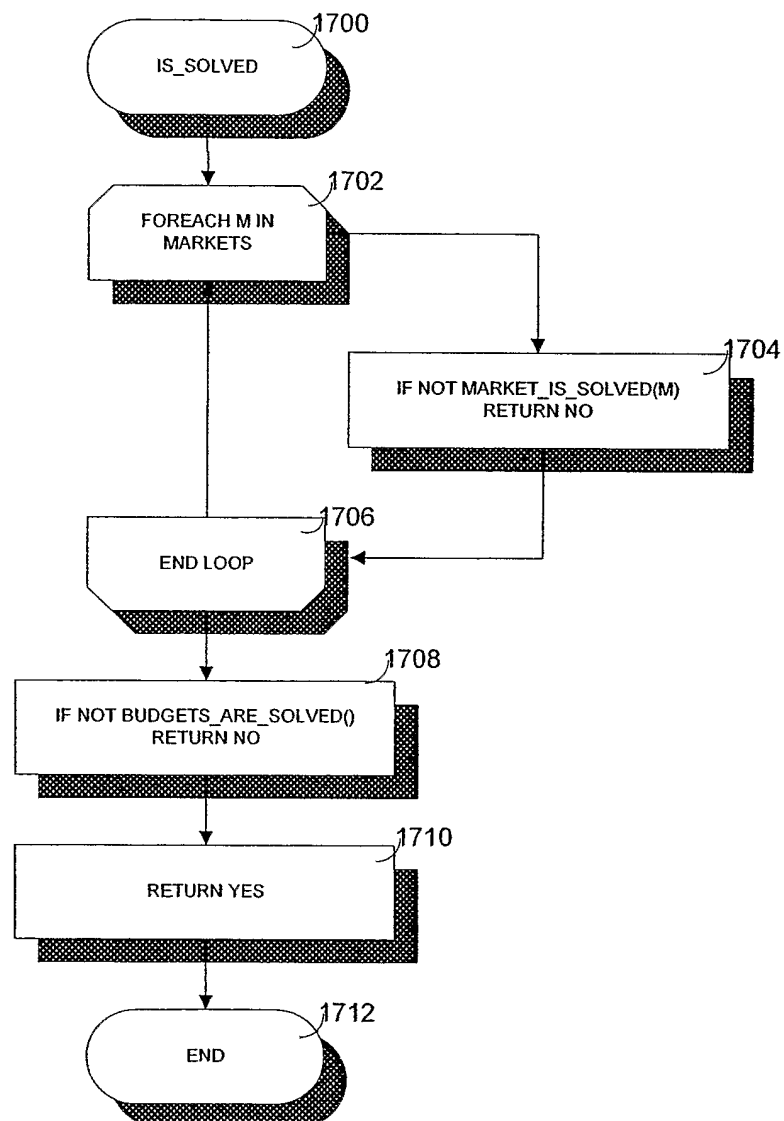 1700
IS_SOLVED
1702
FOREACH M IN
MARKETS
1704
IF NOT MARKET_IS_SOLVED(M)
RETURN NO
1706
END LOOP
1708
IF NOT BUDGETS_ARE_SOLVED()
RETURN NO
1710
RETURN YES
1712
END